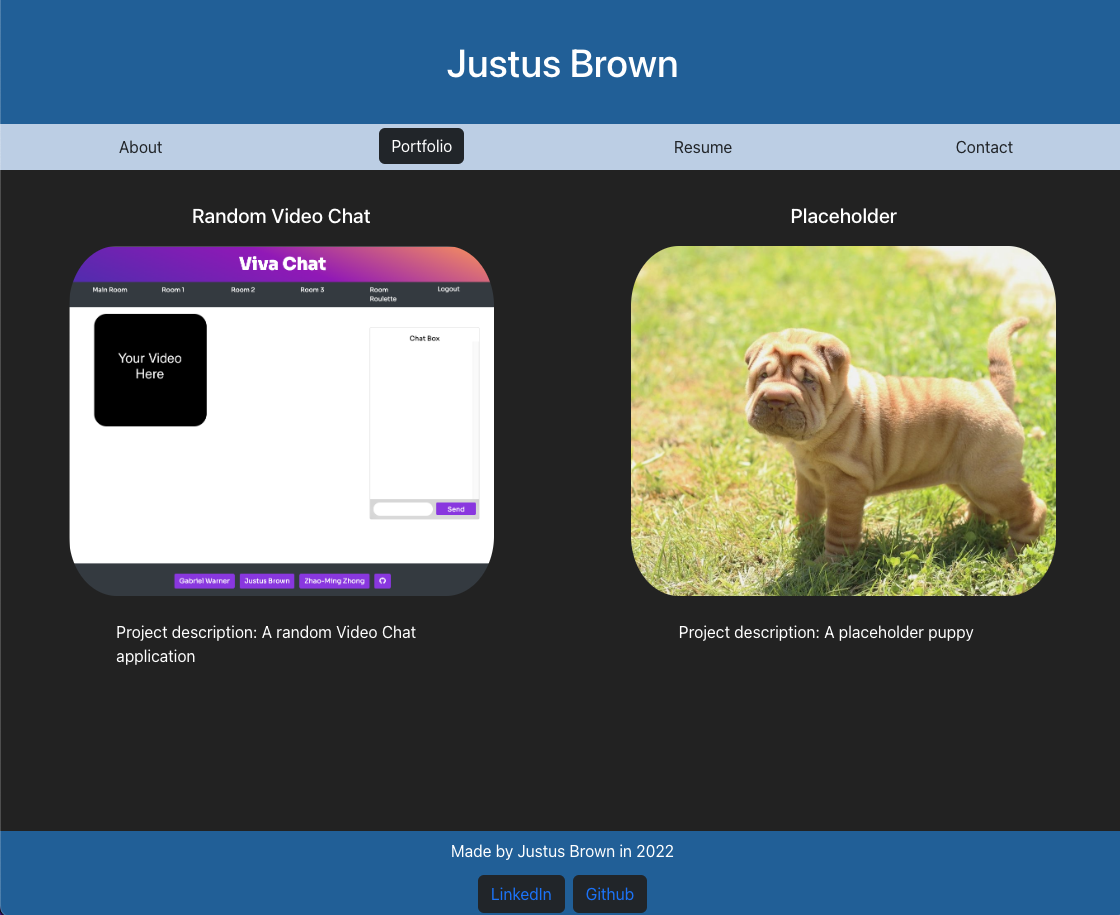 Justus Brown
About Portfolio Resume Contact
Random Video Chat
Viva Chat
Main Room Room 1 Room 2 Room 3 Room Roulette Logout
Your Video
Here
Chat Box
Send
Gabriel Warner Justus Brown Zhao-Ming Zhong
Project description: A random Video Chat
application
Placeholder
Project description: A placeholder puppy
Made by Justus Brown in 2022
LinkedIn Github